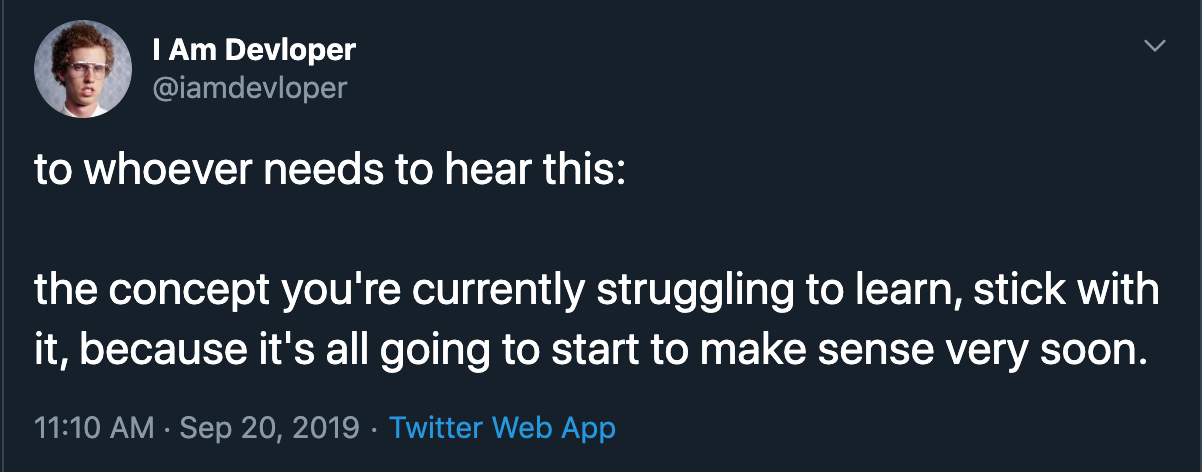 I Am Devloper
@iamdevloper
to whoever needs to hear this:
the concept you're currently struggling to learn, stick with
it, because it's all going to start to make sense very soon.
11:10 AM · Sep 20, 2019 · Twitter Web App